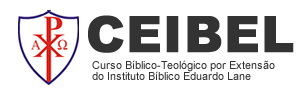 Α Ω
CEIBEL
Curso Bíblico-Teológico por Extensão
do Instituto Bíblico Eduardo Lane